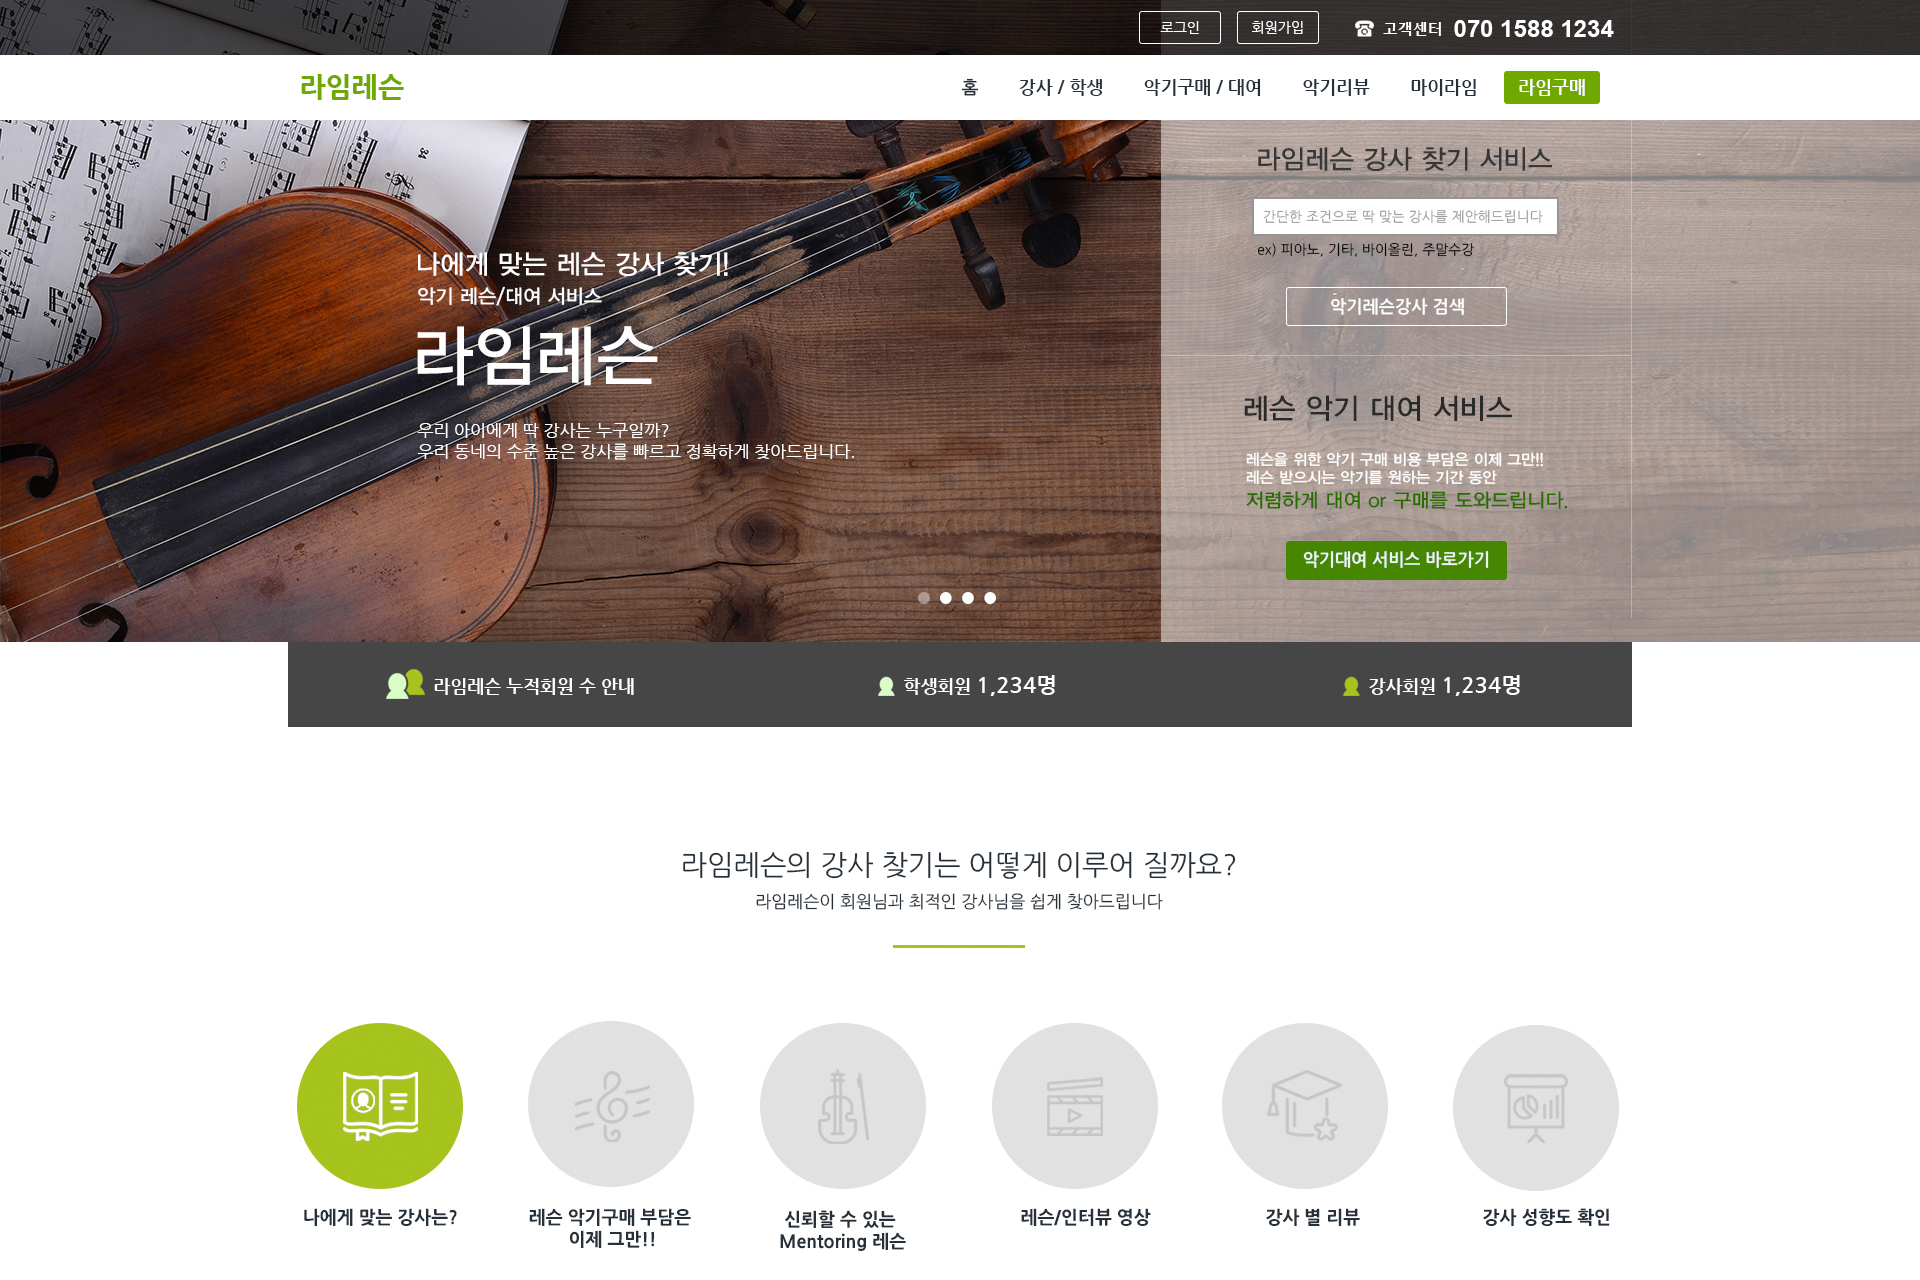 로그인
회원가입
고객센터 070 1588 1234
라임레슨
홈
강사 / 학생
악기구매 / 대여
악기리뷰
마이라임
라임구매
나에게 맞는 레슨 강사 찾기!
악기 레슨/대여 서비스
라임레슨
우리 아이에게 딱 강사는 누구일까?
우리 동네의 수준 높은 강사를 빠르고 정확하게 찾아드립니다.
라임레슨 강사 찾기 서비스
간단한 조건으로 딱 맞는 강사를 제안해드립니다
ex) 피아노, 기타, 바이올린, 주말수강
악기레슨강사 검색
레슨 악기 대여 서비스
레슨을 위한 악기 구매 비용 부담은 이제 그만!!
레슨 받으시는 악기를 원하는 기간 동안
저렴하게 대여 or 구매를 도와드립니다.
악기대여 서비스 바로가기
라임레슨 누적회원 수 안내
학생회원 1,234명
강사회원 1,234명
라임레슨의 강사 찾기는 어떻게 이루어 질까요?
라임레슨이 회원님과 최적인 강사님을 쉽게 찾아드립니다
나에게 맞는 강사는?
레슨 악기구매 부담은
이제 그만!!
신뢰할 수 있는
Mentoring 레슨
레슨/인터뷰 영상
강사 별 리뷰
강사 성향도 확인
34